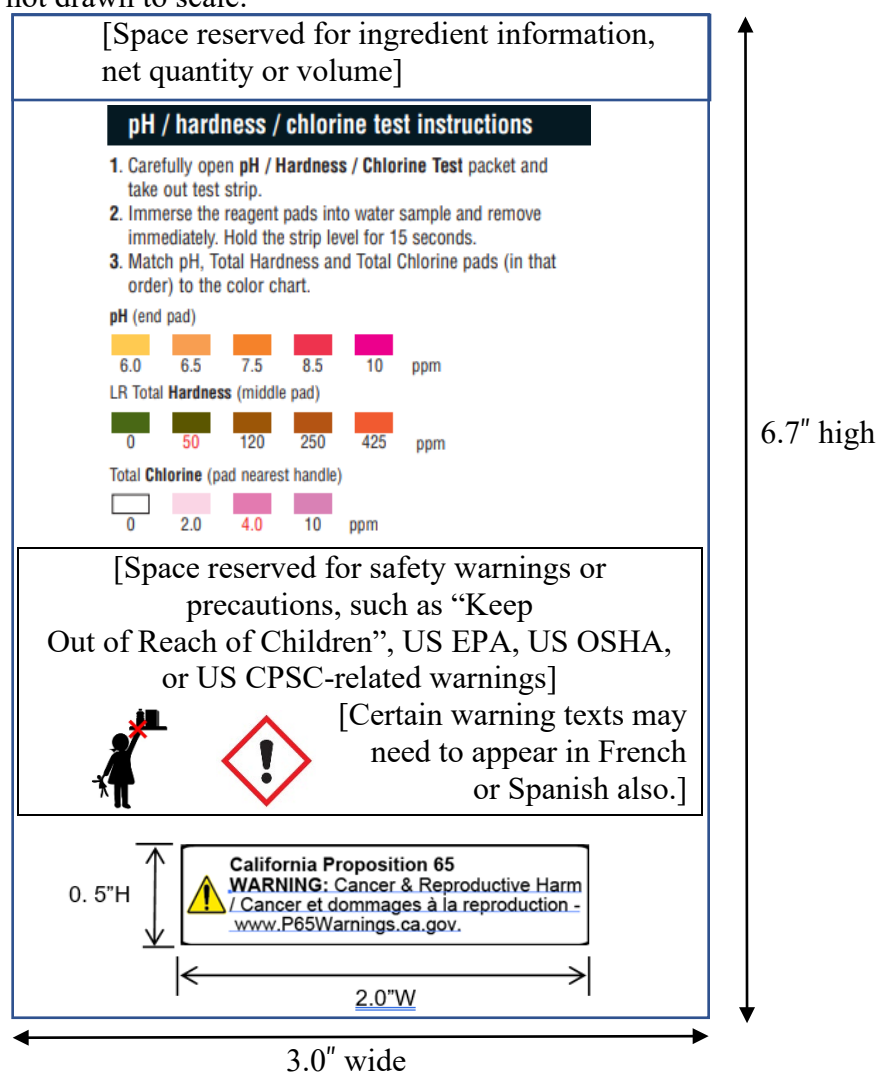 not drawn to scale.
[Space reserved for ingredient information,
net quantity or volume]
pH / hardness / chlorine test instructions
1. Carefully open pH / Hardness / Chlorine Test packet and
take out test strip.
2. Immerse the reagent pads into water sample and remove
immediately. Hold the strip level for 15 seconds.
3. Match pH, Total Hardness and Total Chlorine pads (in that
order) to the color chart.
pH (end pad)
6.0 6.5 7.5 8.5 10 ppm
LR Total Hardness (middle pad)
0 50 120 250 425 ppm
Total Chlorine (pad nearest handle)
0 2.0 4.0 10 ppm
6.7" high
[Space reserved for safety warnings or
precautions, such as “Keep
Out of Reach of Children”, US EPA, US OSHA,
or US CPSC-related warnings]
[Certain warning texts may
need to appear in French
or Spanish also.]
0. 5”H
California Proposition 65
WARNING: Cancer & Reproductive Harm
/ Cancer et dommages à la reproduction -
www.P65Warnings.ca.gov.
2.0”W
3.0" wide